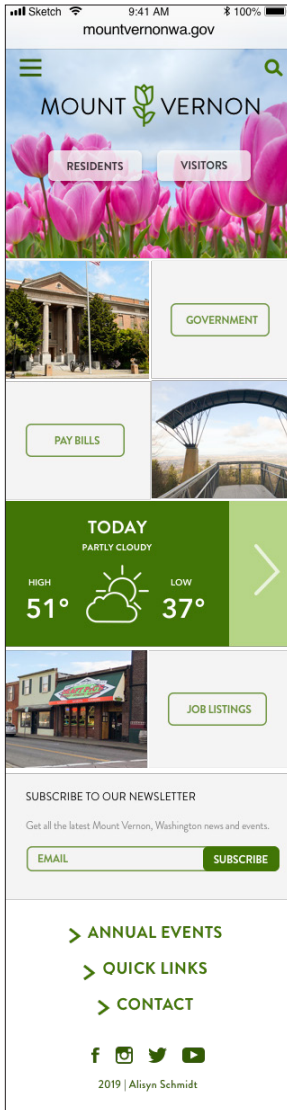 Sketch 9:41 AM 100%
mountvernonwa.gov
MOUNT VERNON
RESIDENTS VISITORS
GOVERNMENT
PAY BILLS
TODAY
PARTLY CLOUDY
HIGH LOW
51° 37°
JOB LISTINGS
SUBSCRIBE TO OUR NEWSLETTER
Get all the latest Mount Vernon, Washington news and events.
EMAIL SUBSCRIBE
ANNUAL EVENTS
QUICK LINKS
CONTACT
2019 | Alisyn Schmidt